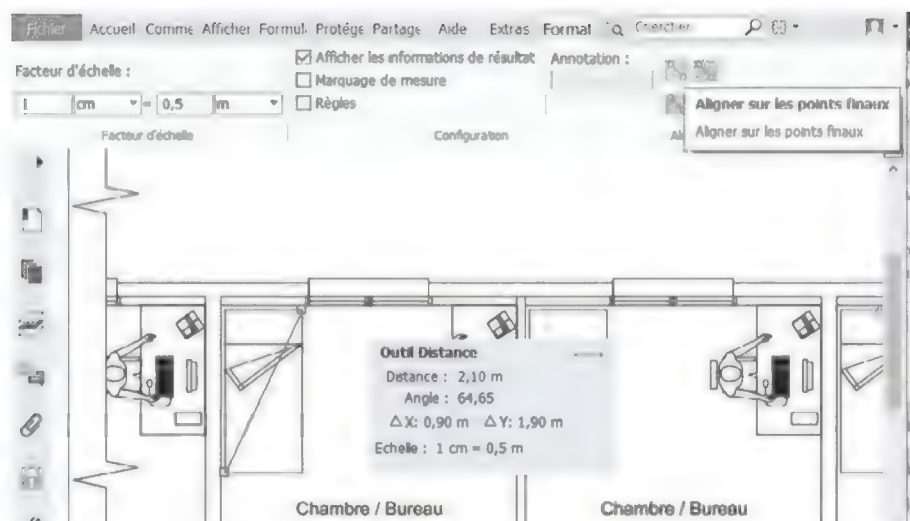 Fichier Accueil Comme Afficher Formul. Protége Partage Aide Extras Format Chercher
Facteur d'échelle :
Afficher les informations de résultat
Annotation :
Marquage de mesure
1 cm = 0,5 m
Règles
Facteur d'échelle
Configuration
Aligner sur les points finaux
Aligner sur les points finaux
Outil Distance
Distance : 2,10 m
Angle : 64,65
△X: 0,90 m △Y: 1,90 m
Echelle : 1 cm = 0,5 m
Chambre / Bureau
Chambre / Bureau